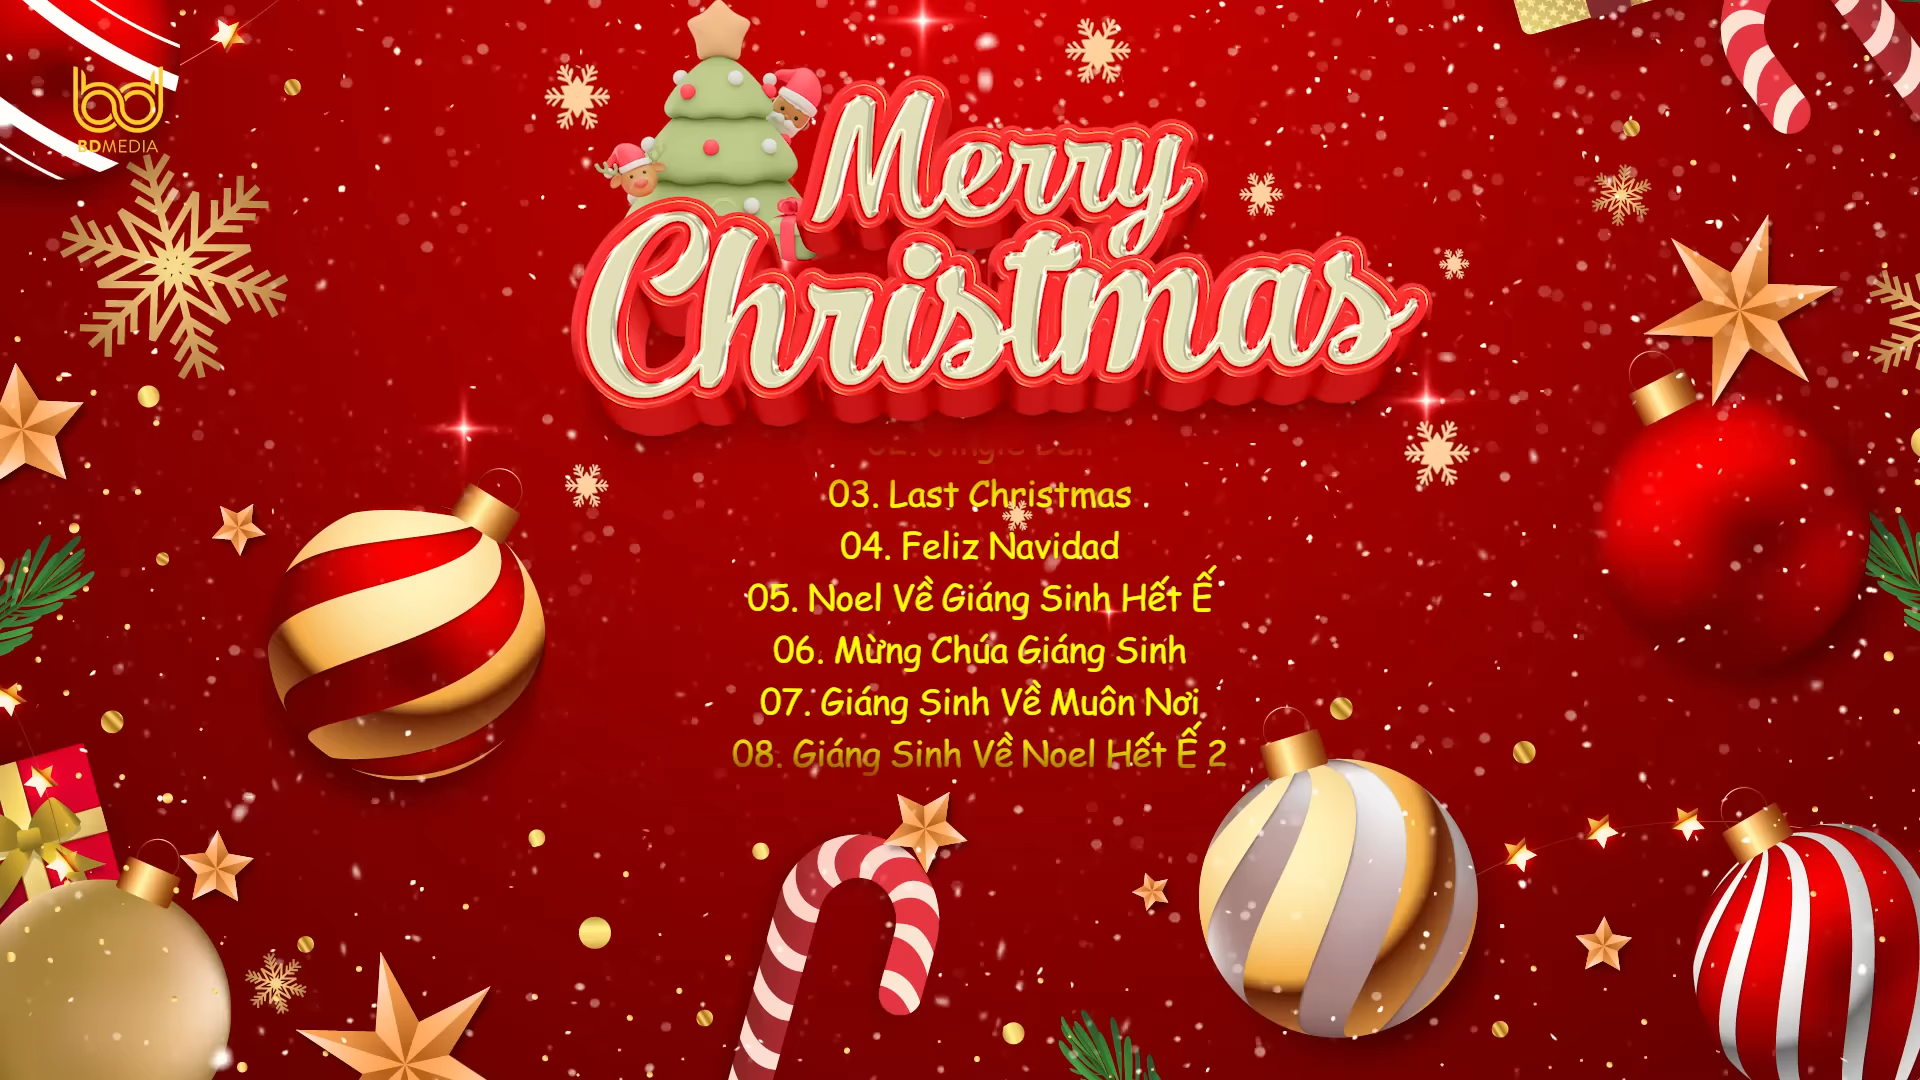 BDMEDIA
Merry
Christmas
03. Last Christmas
04. Feliz Navidad
05. Noel Về Giáng Sinh Hết Ế
06. Mừng Chúa Giáng Sinh
07. Giáng Sinh Về Muôn Nơi
08. Giáng Sinh Về Noel Hết Ế 2